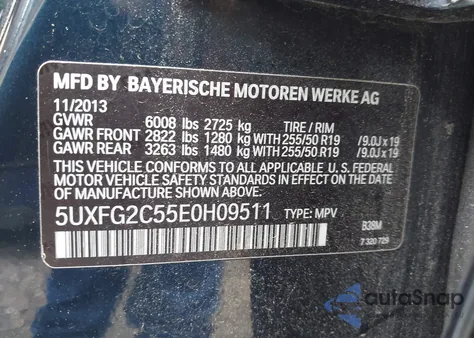 MFD BY BAYERISCHE MOTOREN WERKE AG
11/2013
GVWR 6008 lbs 2725 kg TIRE / RIM
GAWR FRONT 2822 lbs 1280 kg WITH 255/50 R19 /9.0J x 19
GAWR REAR 3263 lbs 1480 kg WITH 255/50 R19 /9.0J x 19
THIS VEHICLE CONFORMS TO ALL APPLICABLE U. S. FEDERAL
MOTOR VEHICLE SAFETY STANDARDS IN EFFECT ON THE DATE
OF MANUFACTURE SHOWN ABOVE.
5UXFG2C55E0H09511 TYPE: MPV
B38M
7 320 729
autoSnap